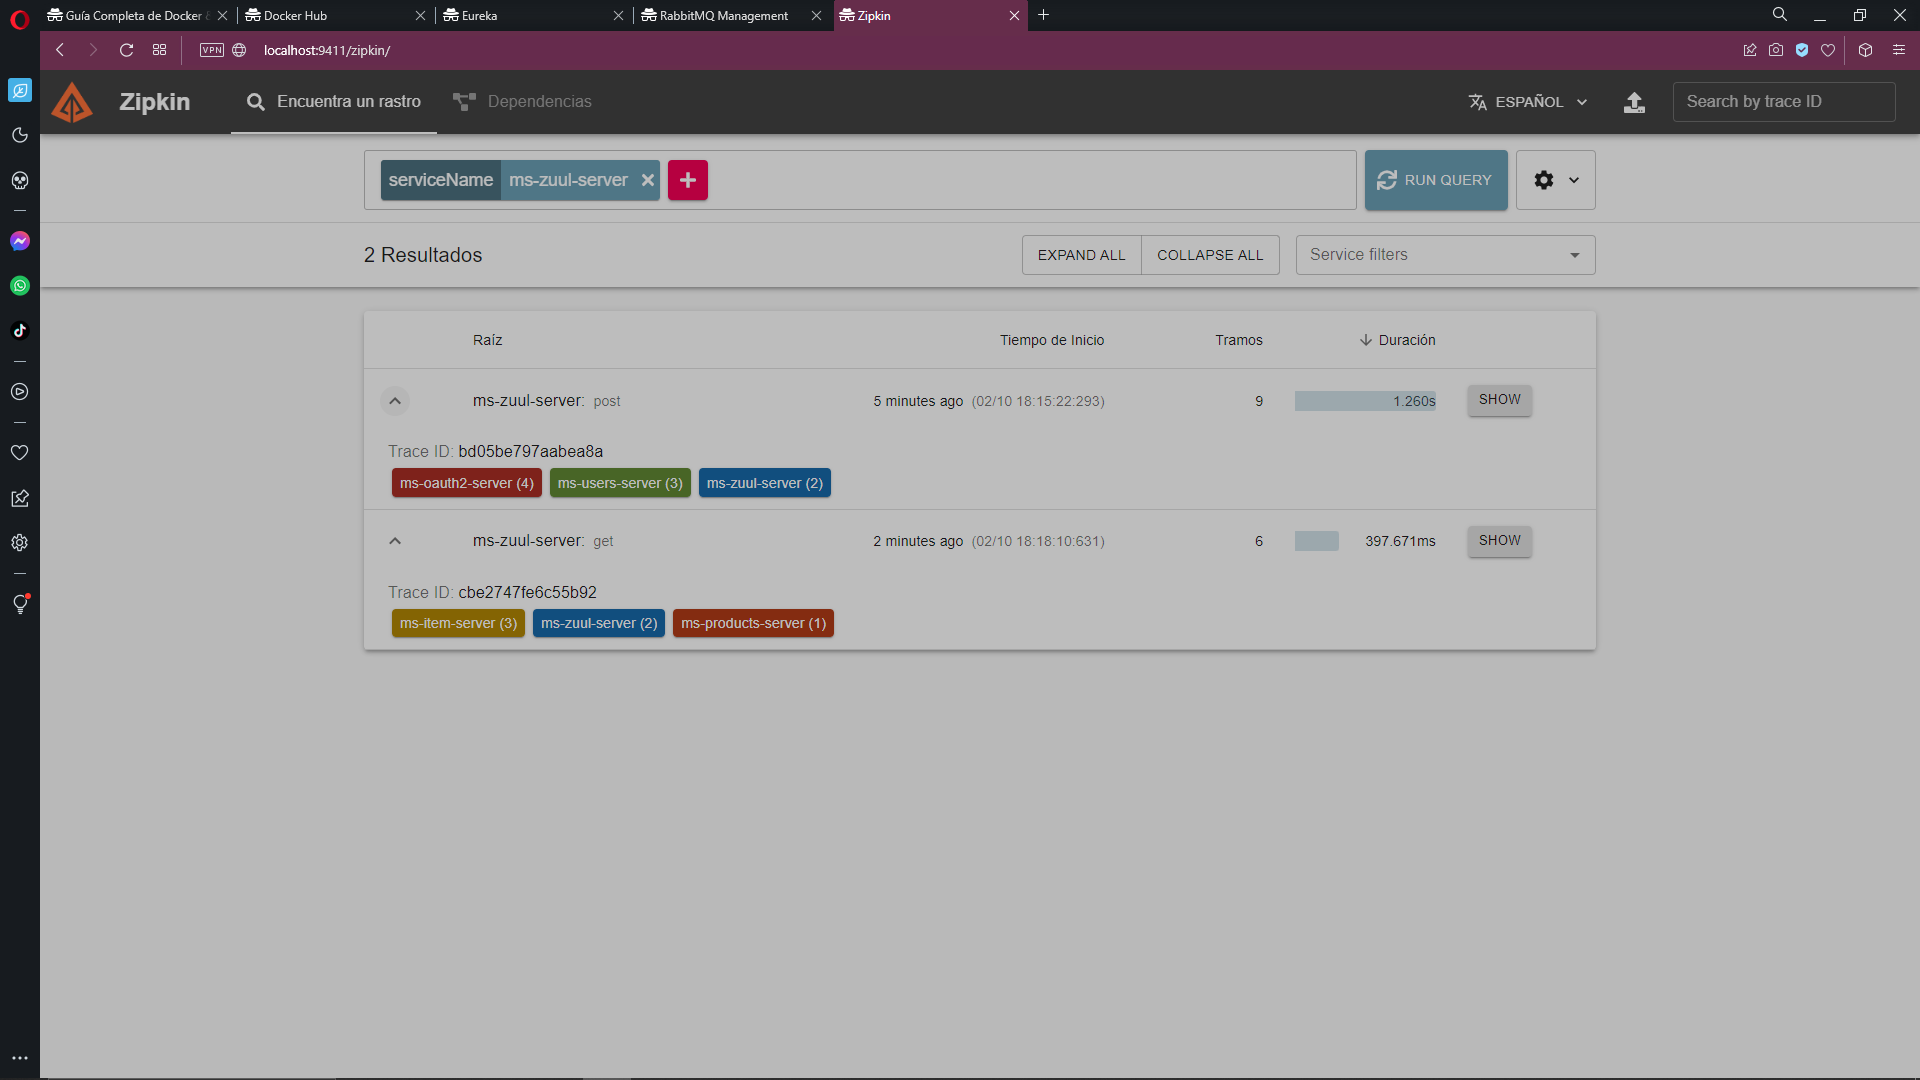 Guía Completa de Docker
Docker Hub
Eureka
RabbitMQ Management
Zipkin
VPN
localhost:9411/zipkin/
Zipkin
Encuentra un rastro
Dependencias
ESPAÑOL
Search by trace ID
serviceName ms-zuul-server
RUN QUERY
2 Resultados
EXPAND ALL
COLLAPSE ALL
Service filters
Raíz
Tiempo de Inicio
Tramos
Duración
ms-zuul-server: post
5 minutes ago (02/10 18:15:22:293)
9
1.260s
SHOW
Trace ID: bd05be797aabea8a
ms-oauth2-server (4)
ms-users-server (3)
ms-zuul-server (2)
ms-zuul-server: get
2 minutes ago (02/10 18:18:10:631)
6
397.671ms
SHOW
Trace ID: cbe2747fe6c55b92
ms-item-server (3)
ms-zuul-server (2)
ms-products-server (1)